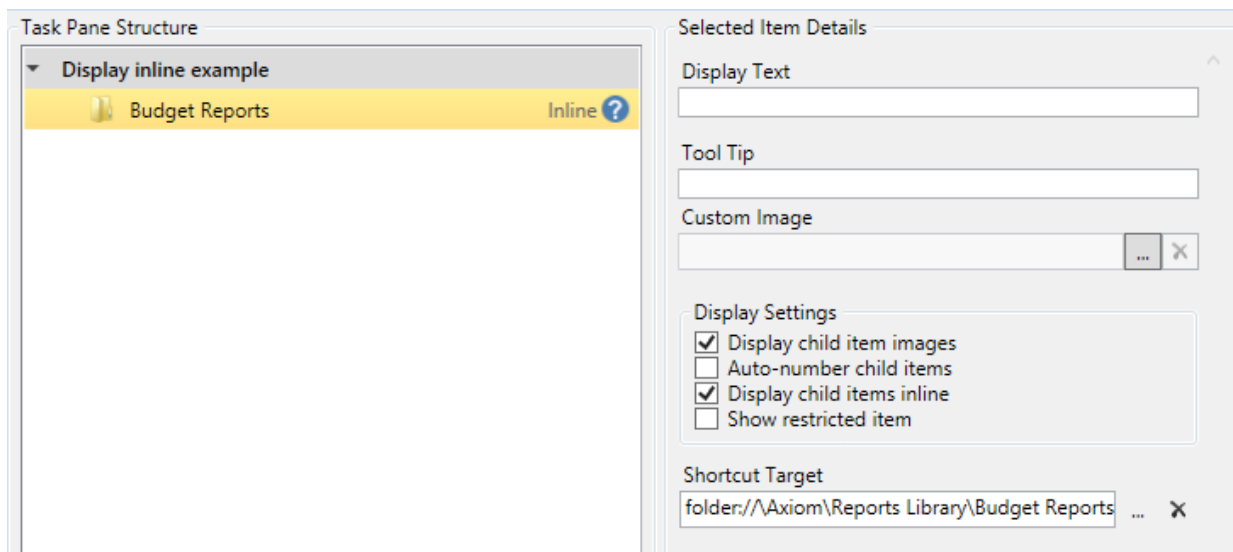 Task Pane Structure
Display inline example
Budget Reports Inline ?
Selected Item Details
Display Text
Tool Tip
Custom Image
...
Display Settings
Display child item images
Auto-number child items
Display child items inline
Show restricted item
Shortcut Target
folder://\Axiom\Reports Library\Budget Reports ...